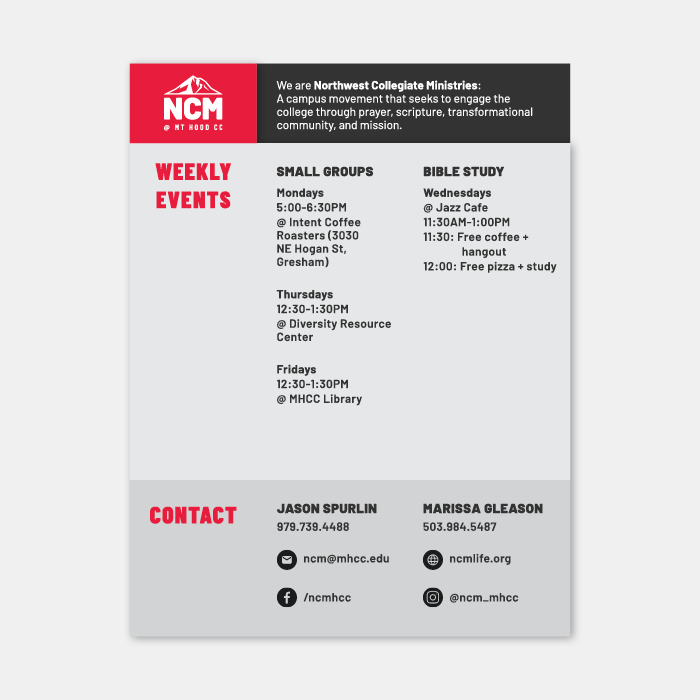 NCM
@ MT HOOD CC
We are Northwest Collegiate Ministries:
A campus movement that seeks to engage the
college through prayer, scripture, transformational
community, and mission.
WEEKLY
EVENTS
SMALL GROUPS
Mondays
5:00-6:30PM
@ Intent Coffee
Roasters (3030
NE Hogan St,
Gresham)
Thursdays
12:30-1:30PM
@ Diversity Resource
Center
Fridays
12:30-1:30PM
@ MHCC Library
BIBLE STUDY
Wednesdays
@ Jazz Cafe
11:30AM-1:00PM
11:30: Free coffee +
hangout
12:00: Free pizza + study
CONTACT
JASON SPURLIN
979.739.4488
ncm@mhcc.edu
/ncmhcc
MARISSA GLEASON
503.984.5487
ncmlife.org
@ncm_mhcc